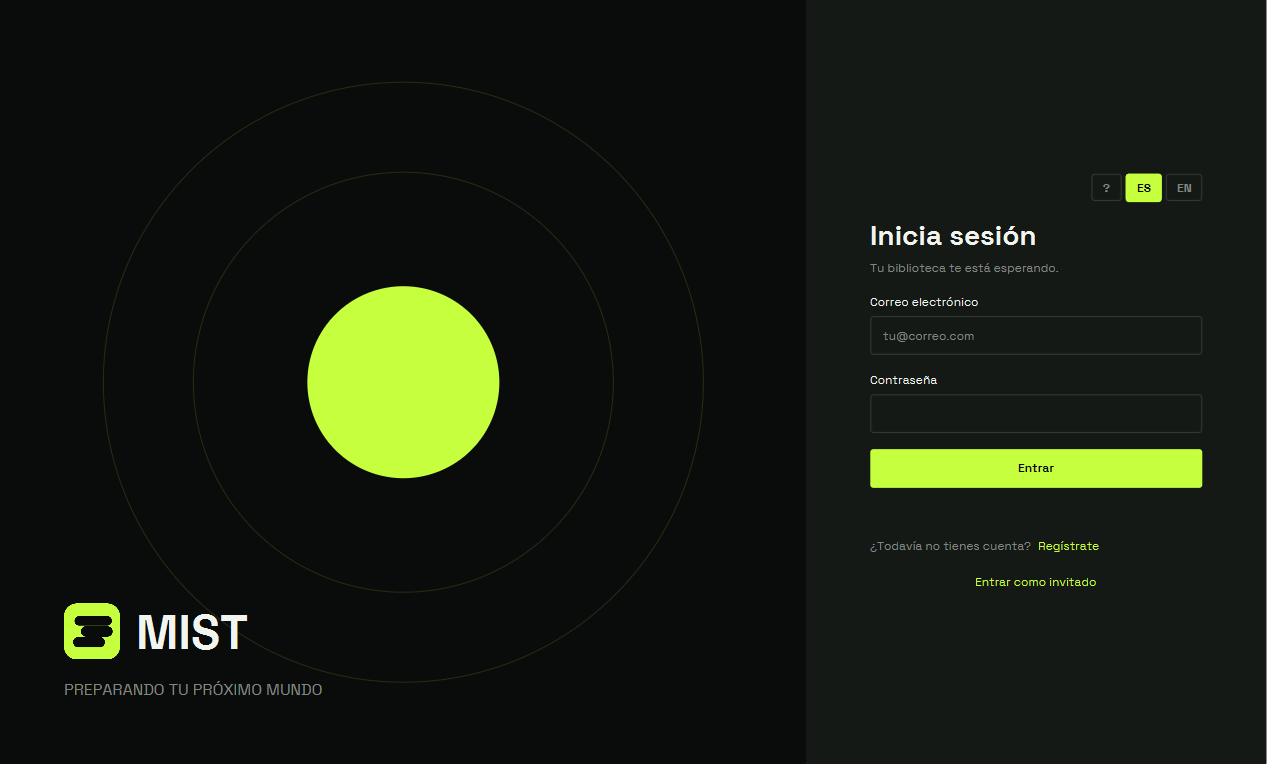 MIST
PREPARANDO TU PRÓXIMO MUNDO
? ES EN
Inicia sesión
Tu biblioteca te está esperando.
Correo electrónico
tu@correo.com
Contraseña
Entrar
¿Todavía no tienes cuenta? Regístrate
Entrar como invitado